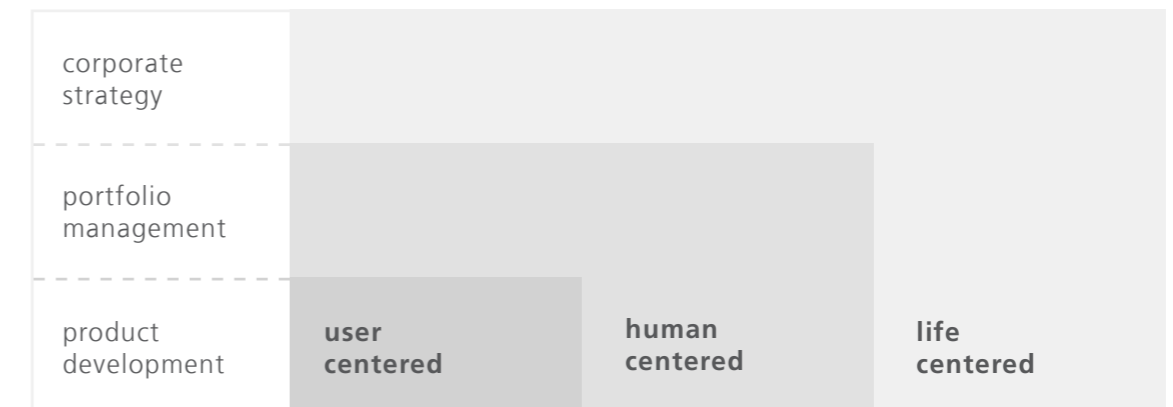 corporate
strategy
portfolio
management
product
development
user
centered
human
centered
life
centered